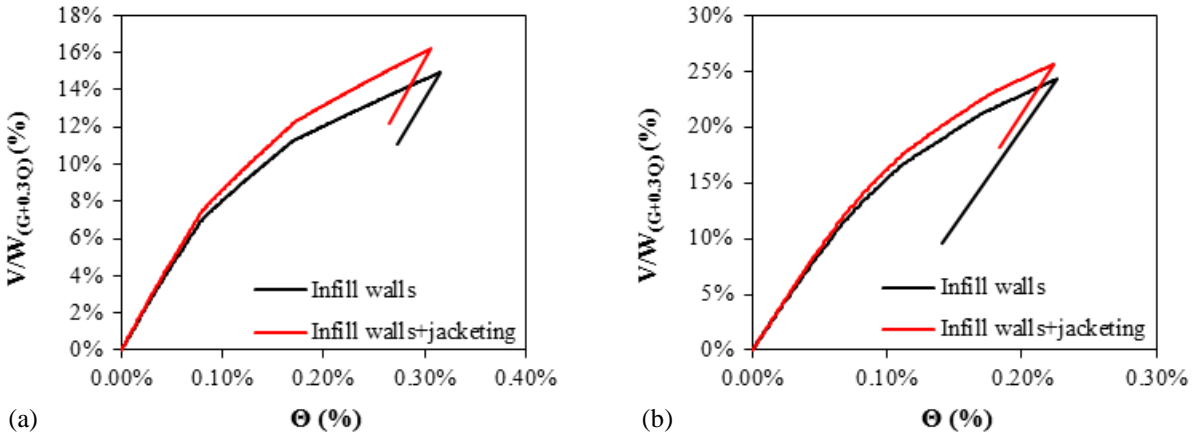 18%
16%
14%
12%
10%
8%
6%
4%
2%
0%
V/W(G+0.3Q) (%)
0.00%
0.10%
0.20%
0.30%
0.40%
Infill walls
Infill walls+jacketing
(a)
Θ (%)
30%
25%
20%
15%
10%
5%
0%
V/W(G+0.3Q) (%)
0.00%
0.10%
0.20%
0.30%
Infill walls
Infill walls+jacketing
(b)
Θ (%)